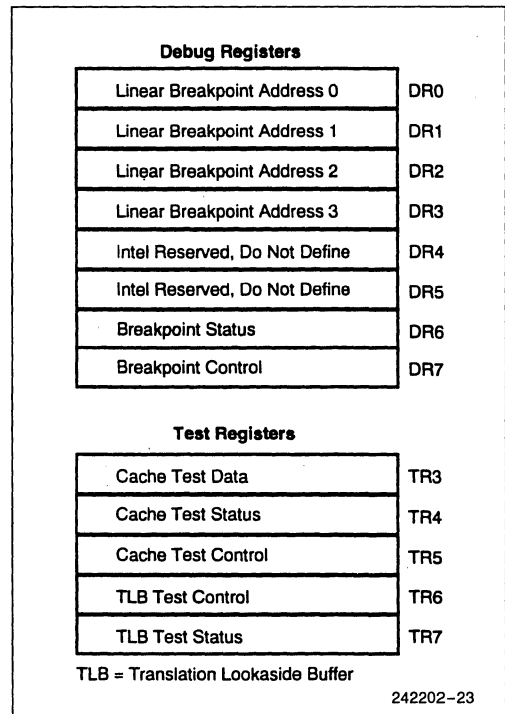 Debug Registers
Linear Breakpoint Address 0 DR0
Linear Breakpoint Address 1 DR1
Linear Breakpoint Address 2 DR2
Linear Breakpoint Address 3 DR3
Intel Reserved, Do Not Define DR4
Intel Reserved, Do Not Define DR5
Breakpoint Status DR6
Breakpoint Control DR7
Test Registers
Cache Test Data TR3
Cache Test Status TR4
Cache Test Control TR5
TLB Test Control TR6
TLB Test Status TR7
TLB = Translation Lookaside Buffer
242202-23